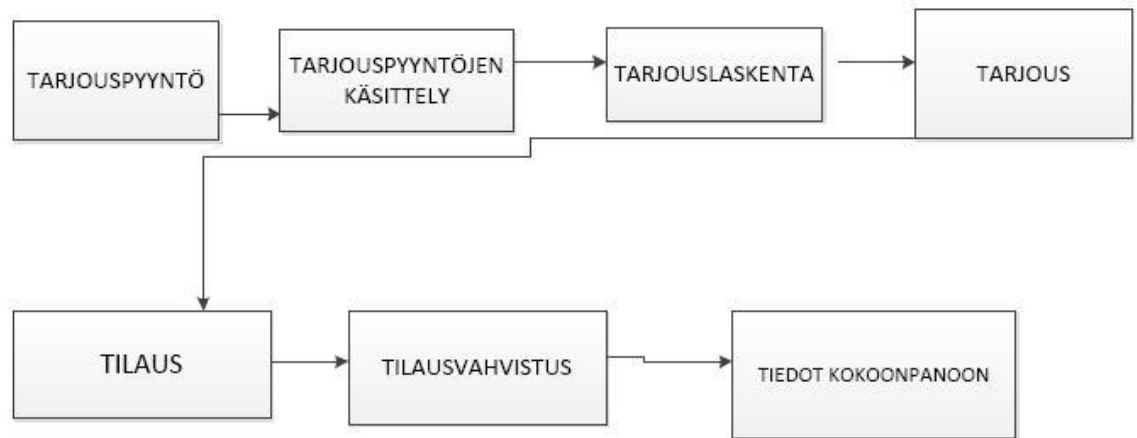 TARJOUSPYYNTÖ
TARJOUSPYYNTÖJEN
KÄSITTELY
TARJOUSLASKENTA
TARJOUS
TILAUS
TILAUSVAHVISTUS
TIEDOT KOKOONPANOON